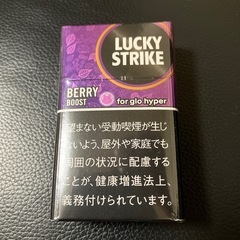 LUCKY
STRIKE
BERRY
BOOST
for glo hyper
望まない受動喫煙が生じ
ないよう、屋外や家庭でも
周囲の状況に配慮する
ことが、健康増進法上、
義務付けられています。